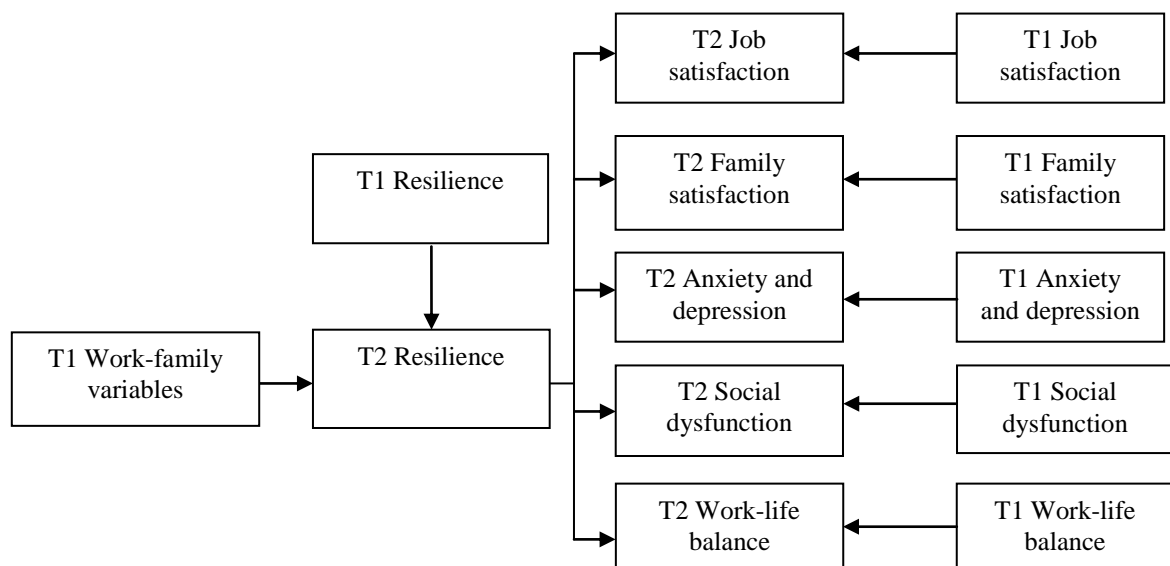 T2 Job
satisfaction
T1 Job
satisfaction
T1 Resilience
T2 Family
satisfaction
T1 Family
satisfaction
T2 Anxiety and
depression
T1 Anxiety
and depression
T1 Work-family
variables
T2 Resilience
T2 Social
dysfunction
T1 Social
dysfunction
T2 Work-life
balance
T1 Work-life
balance